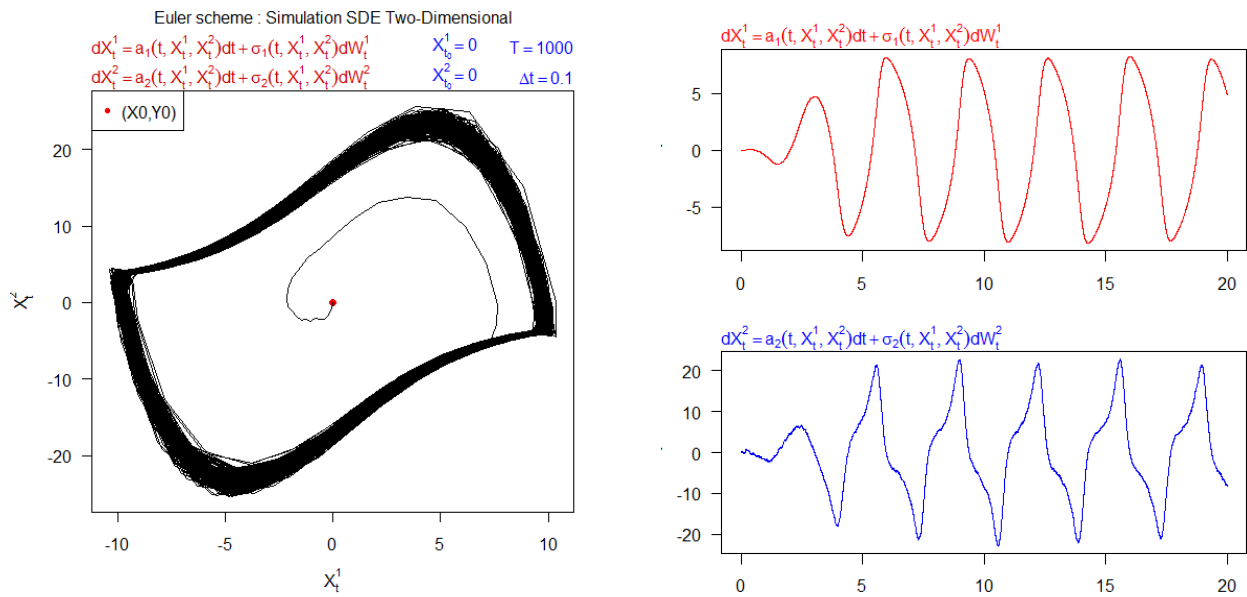 Euler scheme : Simulation SDE Two-Dimensional
dX_t^1 = a_1(t, X_t^1, X_t^2)dt + σ_1(t, X_t^1, X_t^2)dW_t^1 X_{t_0}^1 = 0 T = 1000
dX_t^2 = a_2(t, X_t^1, X_t^2)dt + σ_2(t, X_t^1, X_t^2)dW_t^2 X_{t_0}^2 = 0 Δt = 0.1
(X0,Y0)
20
10
0
-10
-20
X_t^2
-10 -5 0 5 10
X_t^1
dX_t^1 = a_1(t, X_t^1, X_t^2)dt + σ_1(t, X_t^1, X_t^2)dW_t^1
5
0
-5
0 5 10 15 20
dX_t^2 = a_2(t, X_t^1, X_t^2)dt + σ_2(t, X_t^1, X_t^2)dW_t^2
20
10
0
-10
-20
0 5 10 15 20